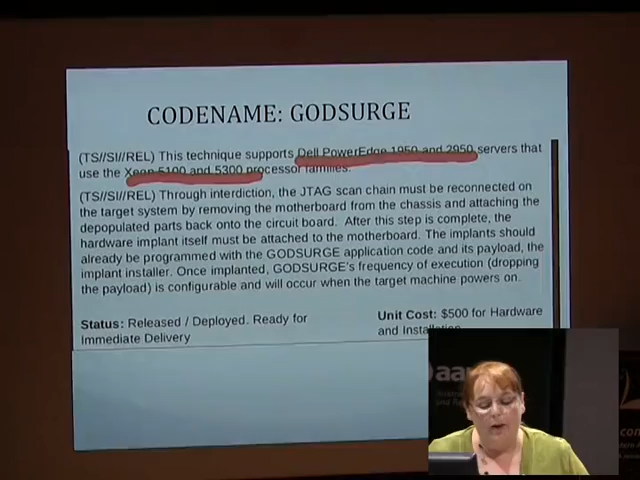 CODENAME: GODSURGE
(TS//SI//REL) This technique supports Dell PowerEdge 1950 and 2950 servers that
use the Xeon 5100 and 5300 processor families.
(TS//SI//REL) Through interdiction, the JTAG scan chain must be reconnected on
the target system by removing the motherboard from the chassis and attaching the
depopulated parts back onto the circuit board. After this step is complete, the
hardware implant itself must be attached to the motherboard. The implants should
already be programmed with the GODSURGE application code and its payload, the
implant installer. Once implanted, GODSURGE's frequency of execution (dropping
the payload) is configurable and will occur when the target machine powers on.
Status: Released / Deployed. Ready for
Immediate Delivery
Unit Cost: $500 for Hardware
and Installation